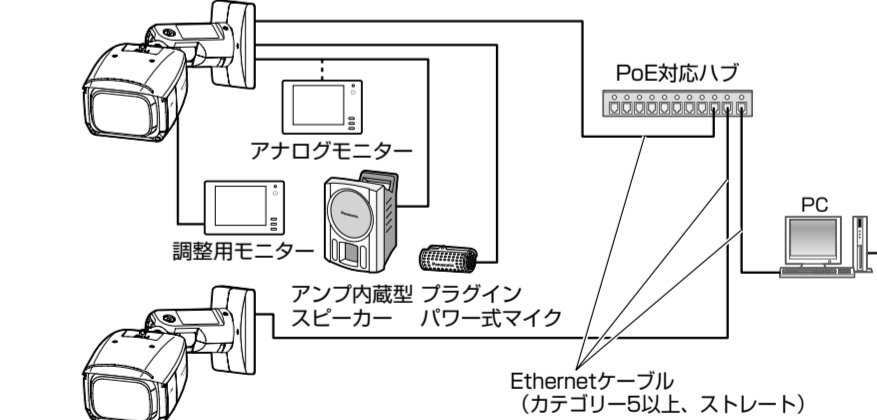 PoE対応ハブ
アナログモニター
PC
調整用モニター
Panasonic
Panasonic
アンプ内蔵型
スピーカー
プラグイン
パワー式マイク
Ethernetケーブル
（カテゴリー5以上、ストレート）